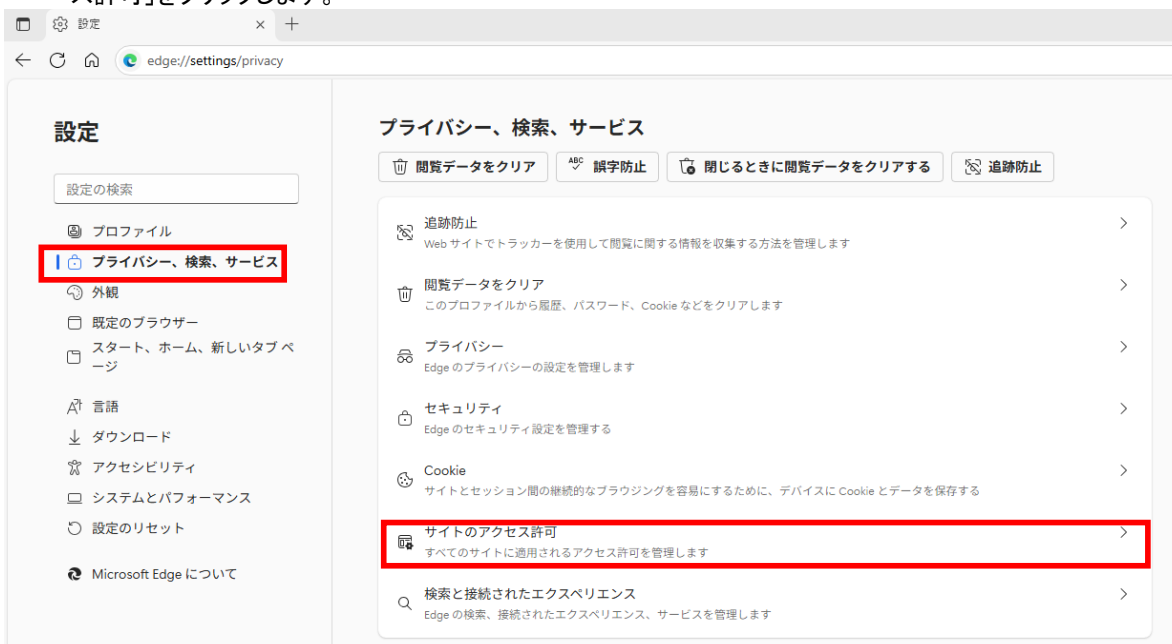 ス許可」をクリックします。
設定
edge://settings/privacy
設定
設定の検索
プロファイル
プライバシー、検索、サービス
外観
既定のブラウザー
スタート、ホーム、新しいタブ ペ
ージ
言語
ダウンロード
アクセシビリティ
システムとパフォーマンス
設定のリセット
Microsoft Edge について
プライバシー、検索、サービス
閲覧データをクリア
ABC 誤字防止
閉じるときに閲覧データをクリアする
追跡防止
追跡防止
Web サイトでトラッカーを使用して閲覧に関する情報を収集する方法を管理します
閲覧データをクリア
このプロファイルから履歴、パスワード、Cookie などをクリアします
プライバシー
Edge のプライバシーの設定を管理します
セキュリティ
Edge のセキュリティ設定を管理する
Cookie
サイトとセッション間の継続的なブラウジングを容易にするために、デバイスに Cookie とデータを保存する
サイトのアクセス許可
すべてのサイトに適用されるアクセス許可を管理します
検索と接続されたエクスペリエンス
Edge の検索、接続されたエクスペリエンス、サービスを管理します